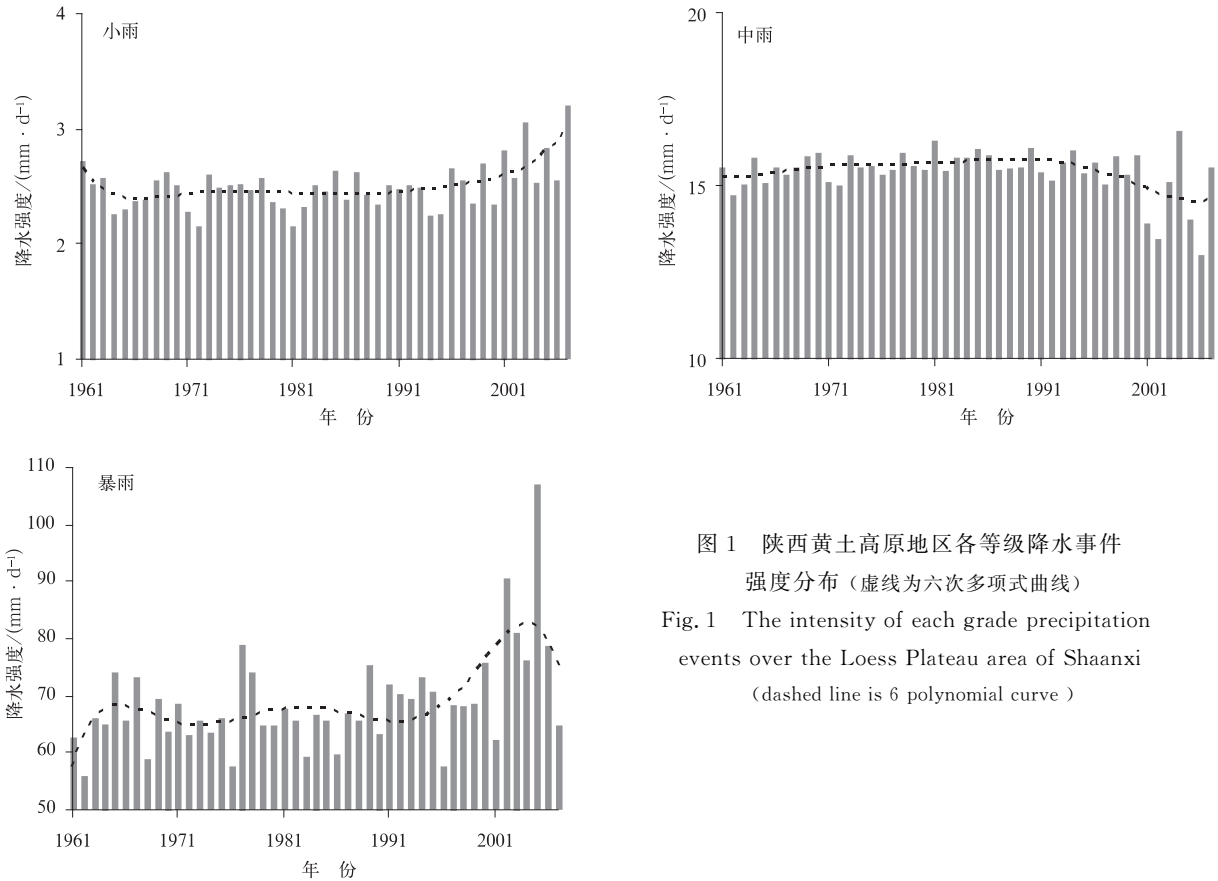 小雨
4
3
2
1
降水强度/(mm · d⁻¹)
1961 1971 1981 1991 2001
年 份
中雨
20
15
10
降水强度/(mm · d⁻¹)
1961 1971 1981 1991 2001
年 份
暴雨
110
100
90
80
70
60
50
降水强度/(mm · d⁻¹)
1961 1971 1981 1991 2001
年 份
图 1 陕西黄土高原地区各等级降水事件
强度分布（虚线为六次多项式曲线）
Fig. 1 The intensity of each grade precipitation
events over the Loess Plateau area of Shaanxi
(dashed line is 6 polynomial curve )